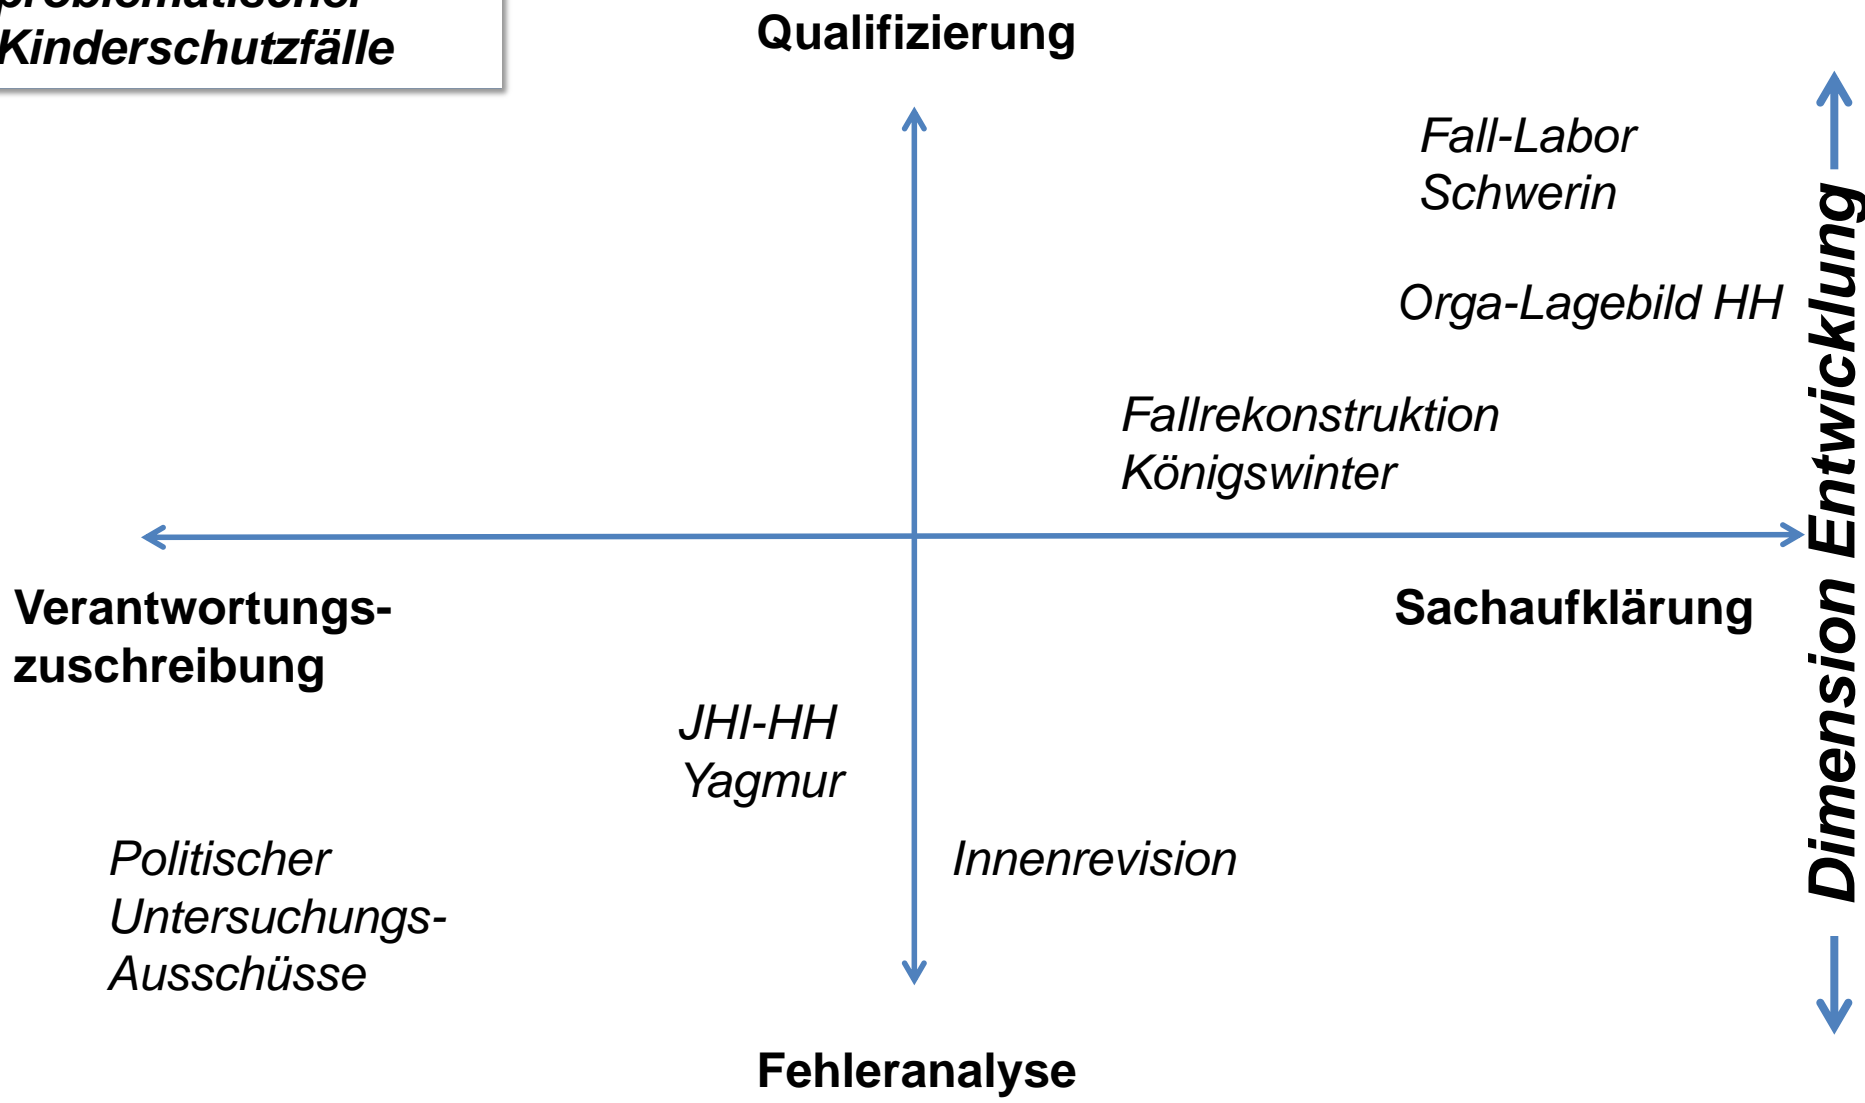 problematischer
Kinderschutzfälle
Qualifizierung
Fall-Labor
Schwerin
Orga-Lagebild HH
Fallrekonstruktion
Königswinter
Verantwortungs-
zuschreibung
Sachaufklärung
Dimension Entwicklung
JHI-HH
Yagmur
Politischer
Untersuchungs-
Ausschüsse
Innenrevision
Fehleranalyse